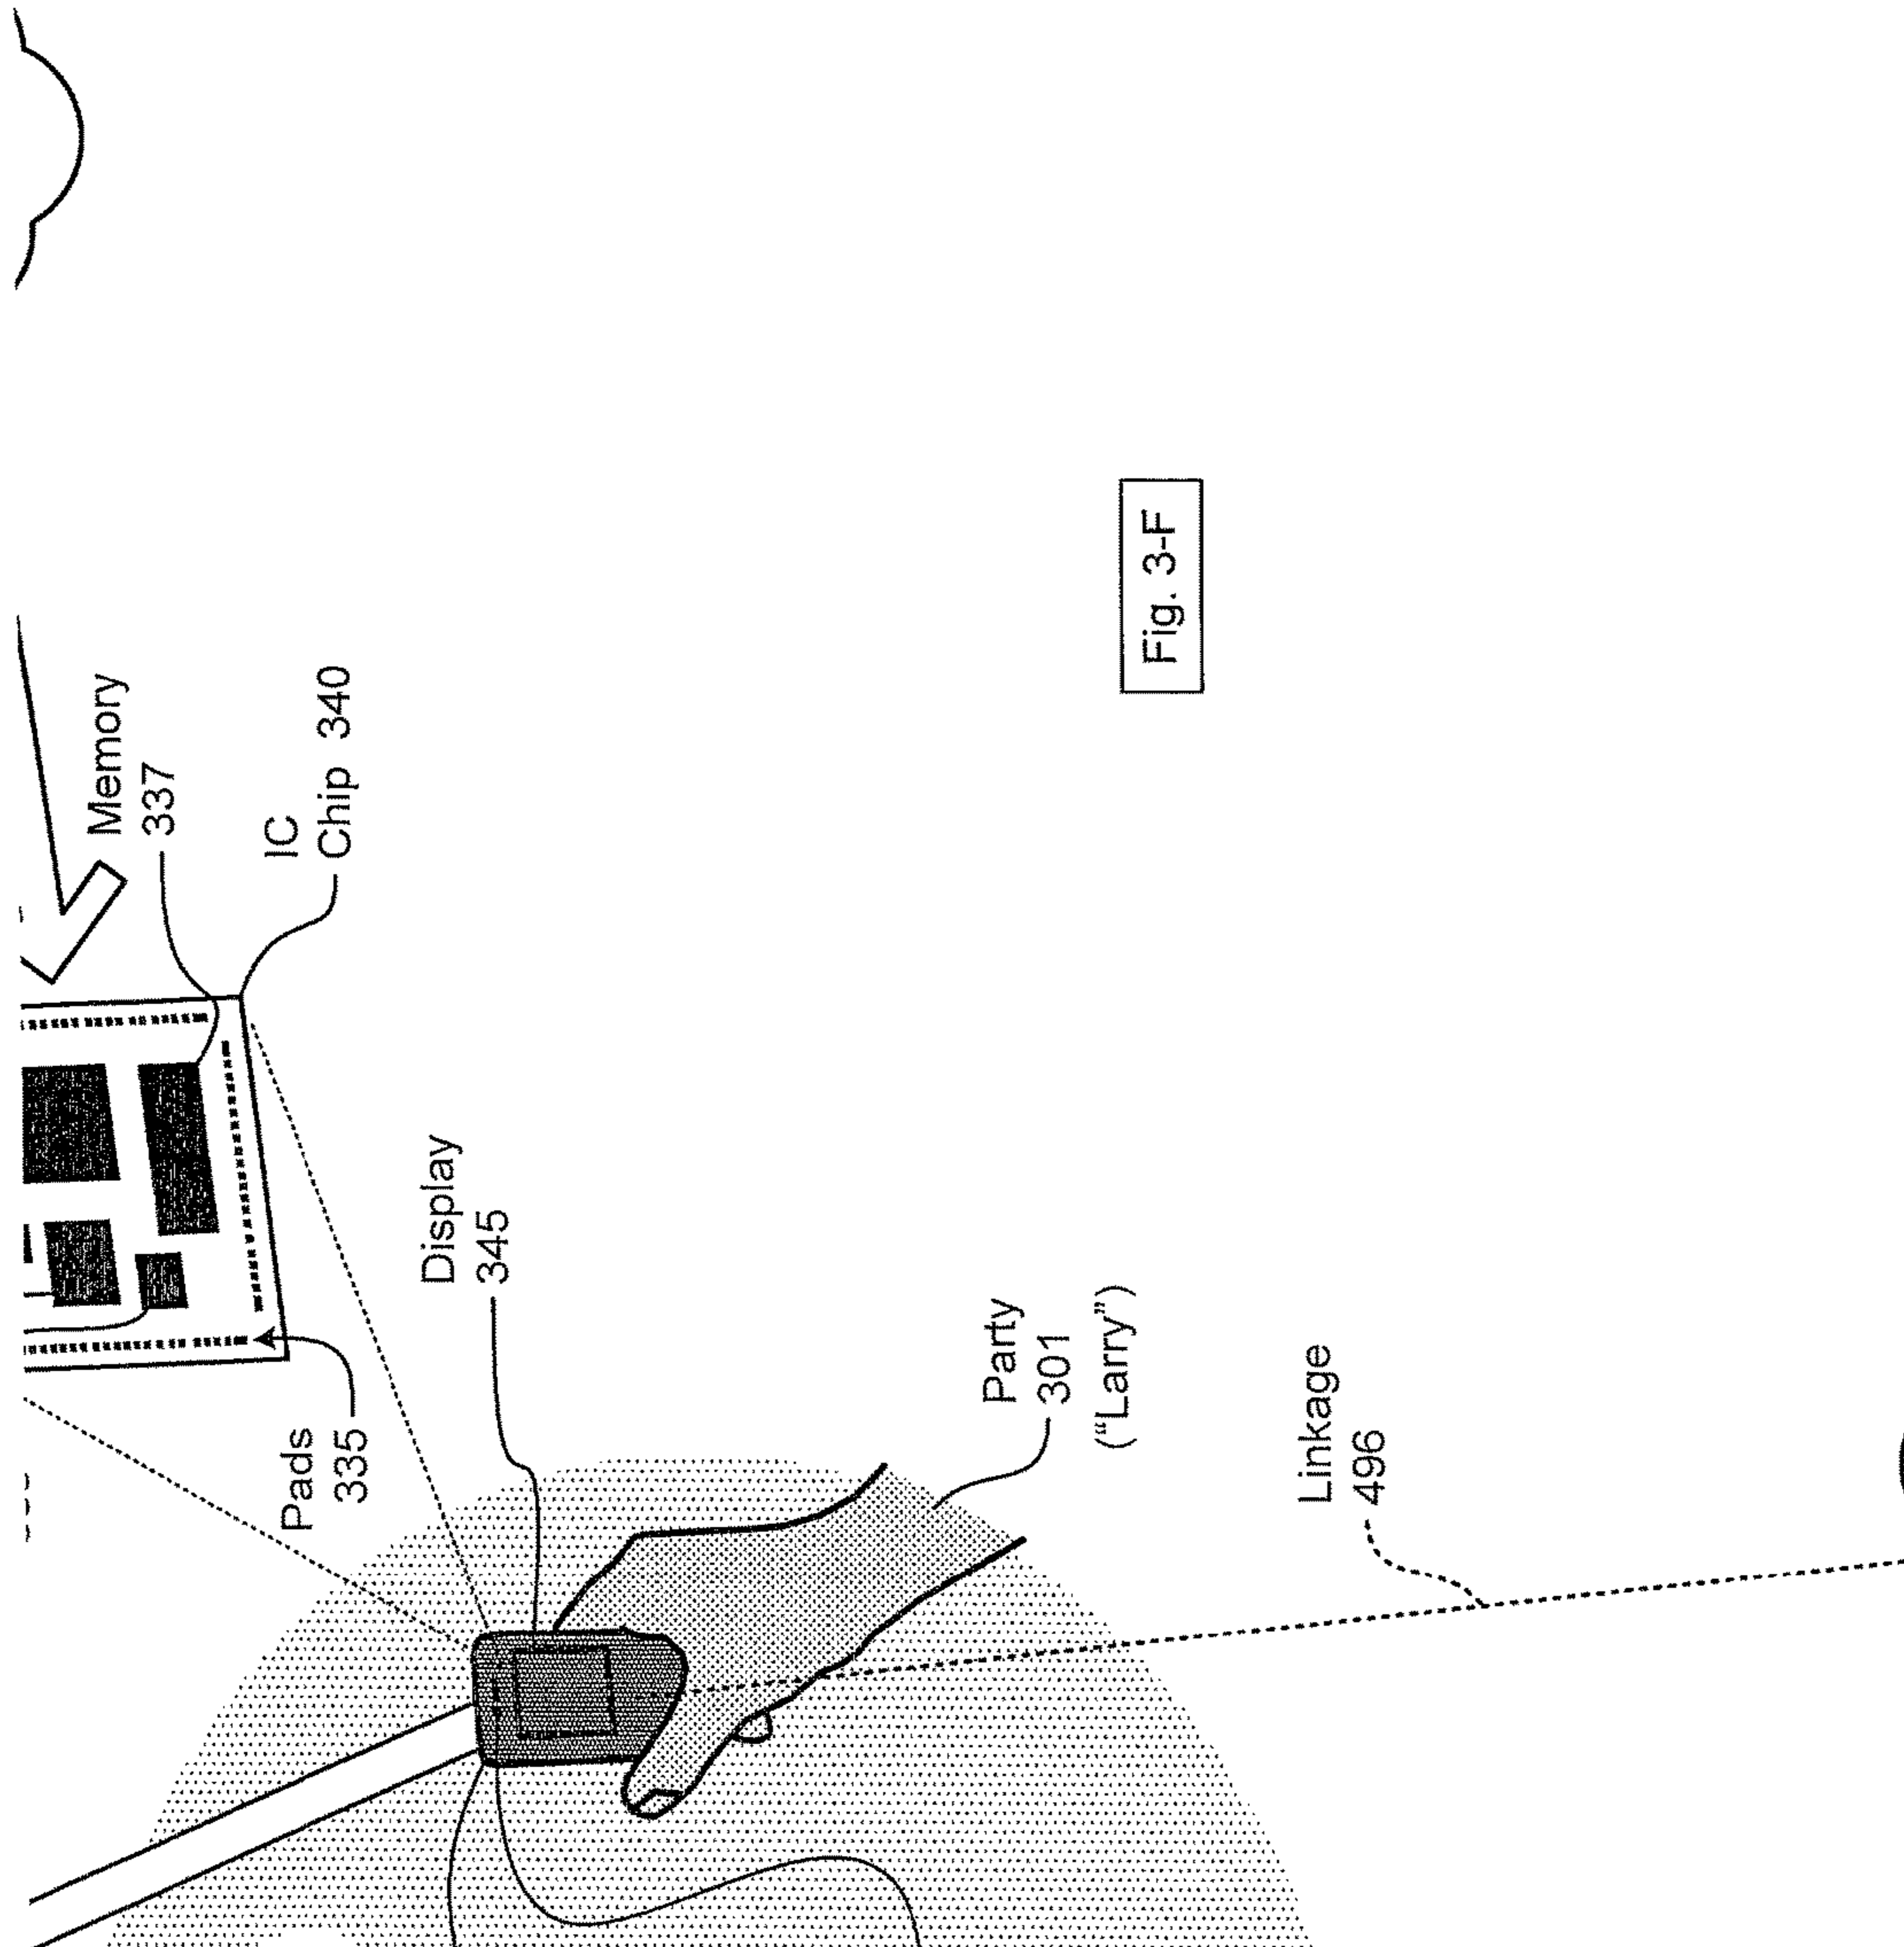 Memory
337
IC
Chip 340
Pads
335
Display
345
Party
301
("Larry")
Linkage
496
Fig. 3-F